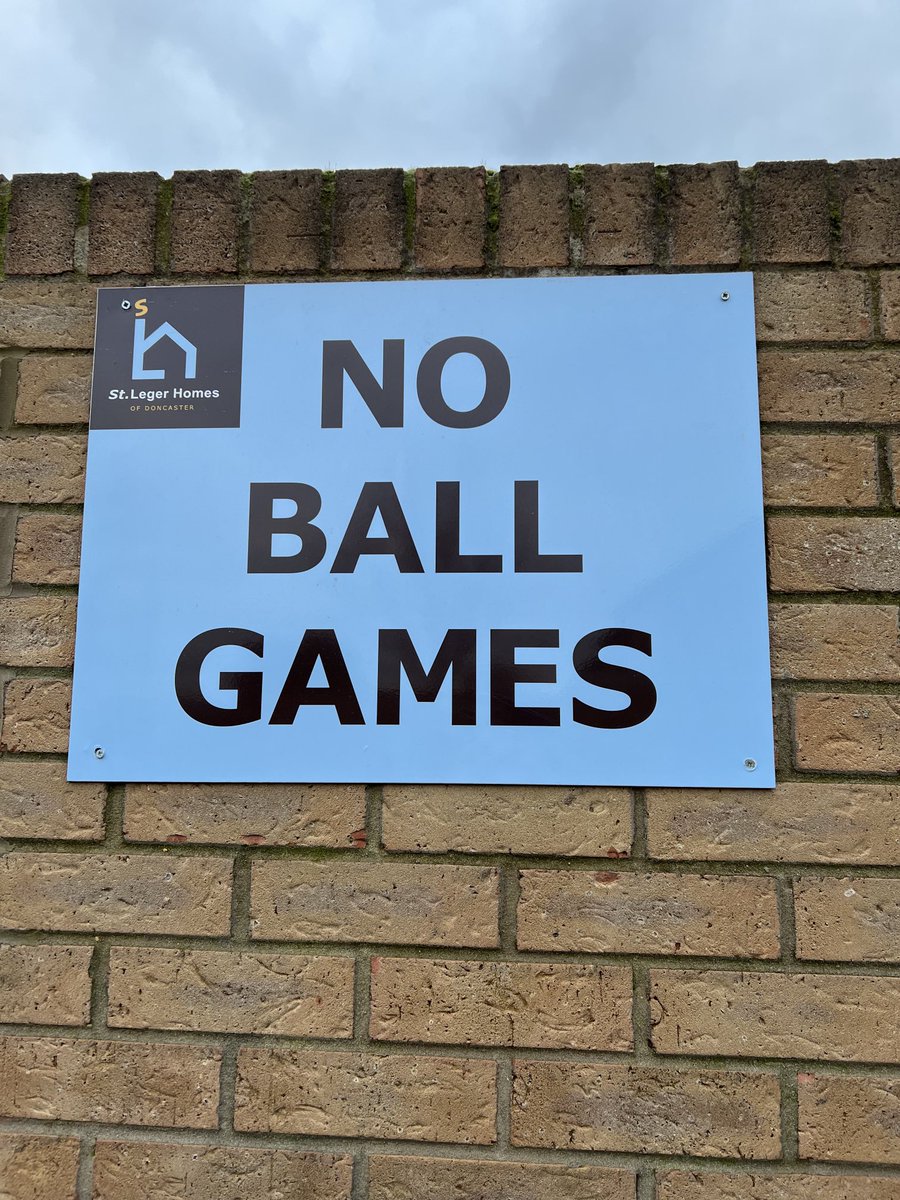 S
St.Leger Homes
OF DONCASTER
NO
BALL
GAMES